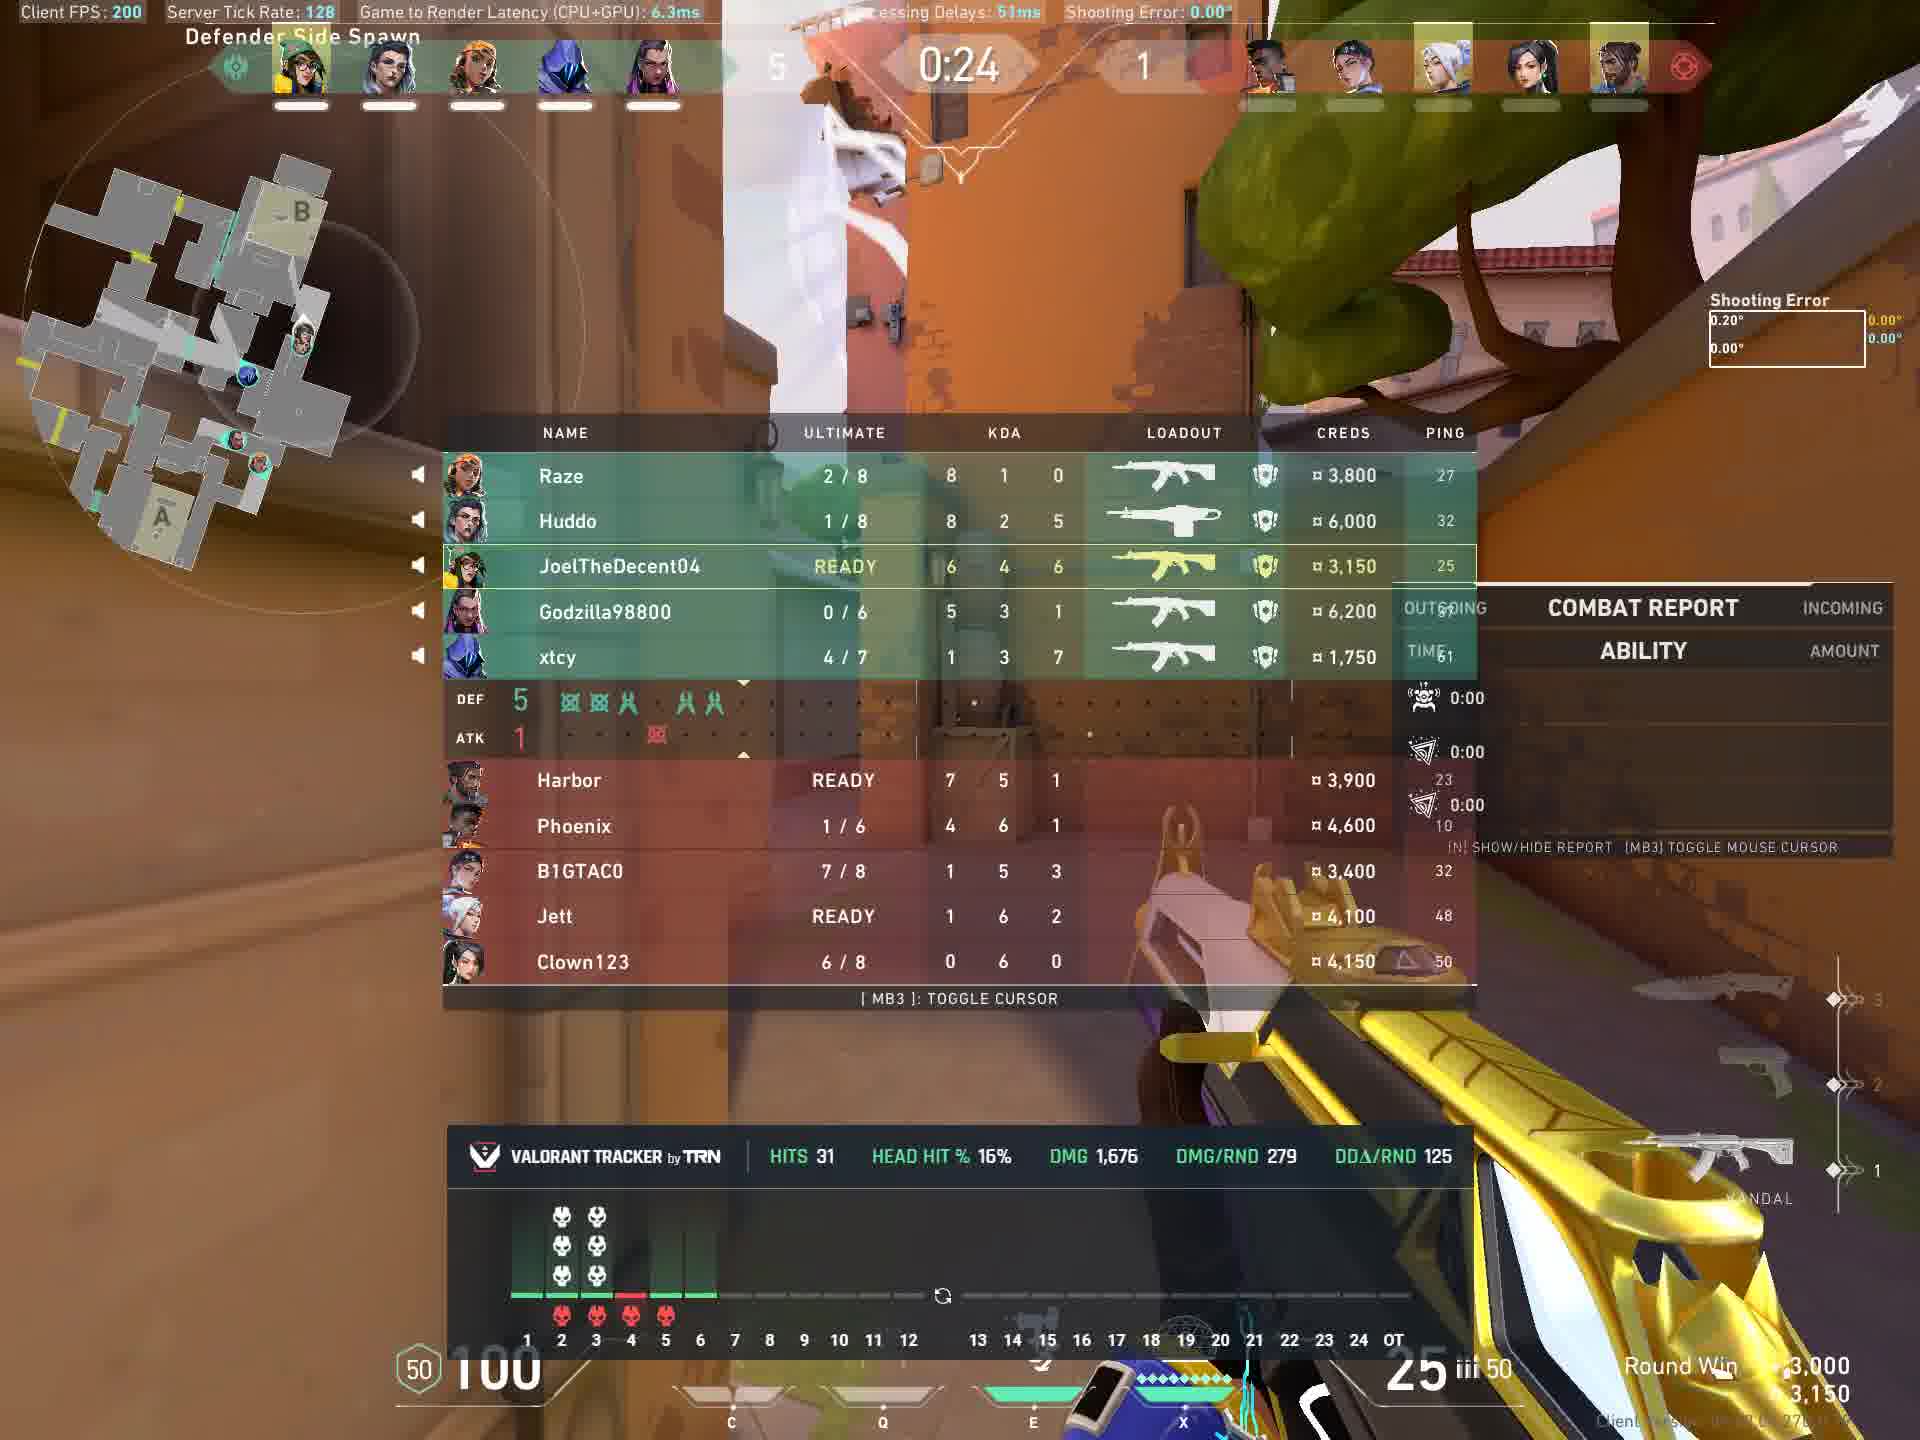 Client FPS: 200 Server Tick Rate: 128 Game to Render Latency (CPU+GPU): 6.3ms cessing Delays: 51ms Shooting Error: 0.00°
Defender Side Spawn
5 0:24 1
B
A
Shooting Error
0.20° 0.00°
0.00° 0.00°
NAME ULTIMATE KDA LOADOUT CREDS PING
Raze 2 / 8 8 1 0 ¤ 3,800 27
Huddo 1 / 8 8 2 5 ¤ 6,000 32
JoelTheDecent04 READY 6 4 6 ¤ 3,150 25
Godzilla98800 0 / 6 5 3 1 ¤ 6,200
xtcy 4 / 7 1 3 7 ¤ 1,750 61
DEF 5
ATK 1
Harbor READY 7 5 1 ¤ 3,900 23
Phoenix 1 / 6 4 6 1 ¤ 4,600 10
B1GTAC0 7 / 8 1 5 3 ¤ 3,400 32
Jett READY 1 6 2 ¤ 4,100 48
Clown123 6 / 8 0 6 0 ¤ 4,150 50
[ MB3 ]: TOGGLE CURSOR
OUTGOING COMBAT REPORT INCOMING
TIME ABILITY AMOUNT
0:00
0:00
0:00
[N] SHOW/HIDE REPORT [MB3] TOGGLE MOUSE CURSOR
3
2
1
VANDAL
VALORANT TRACKER by TRN HITS 31 HEAD HIT % 16% DMG 1,676 DMG/RND 279 DDΔ/RND 125
1 2 3 4 5 6 7 8 9 10 11 12 13 14 15 16 17 18 19 20 21 22 23 24 OT
50 100
C Q E X
25 50
Round Win 3,000
3,150